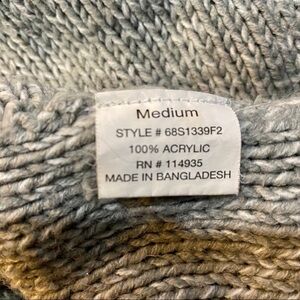 Medium
STYLE # 68S1339F2
100% ACRYLIC
RN # 114935
MADE IN BANGLADESH